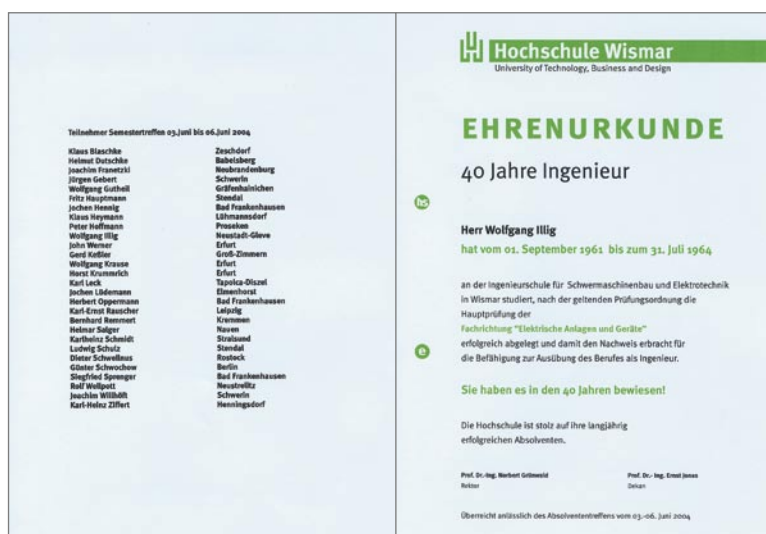 Teilnehmer Semestertreffen 03.Juni bis 06.Juni 2004
Klaus Blaschke Zeschdorf
Helmut Dutschke Babelsberg
Joachim Franetzki Neubrandenburg
Jürgen Gebert Schwerin
Wolfgang Gutheil Gräfenhainichen
Fritz Hauptmann Stendal
Jochen Hennig Bad Frankenhausen
Klaus Heymann Lühmannsdorf
Peter Hoffmann Proseken
Wolfgang Illig Neustadt-Gleve
John Werner Erfurt
Gerd Keßler Groß-Zimmern
Wolfgang Krause Erfurt
Horst Krummrich Erfurt
Karl Leck Tapolca-Diszel
Jochen Lüdemann Elmenhorst
Herbert Oppermann Bad Frankenhausen
Karl-Ernst Rauscher Leipzig
Bernhard Remmert Kremmen
Helmar Salger Nauen
Karlheinz Schmidt Stralsund
Ludwig Schulz Stendal
Dieter Schwellnus Rostock
Günter Schwochow Berlin
Siegfried Sprenger Bad Frankenhausen
Rolf Wellpott Neustrelitz
Joachim Willhöft Schwerin
Karl-Heinz Ziffert Henningsdorf
Hochschule Wismar
University of Technology, Business and Design
EHRENURKUNDE
40 Jahre Ingenieur
hs
Herr Wolfgang Illig
hat vom 01. September 1961 bis zum 31. Juli 1964
an der Ingenieurschule für Schwermaschinenbau und Elektrotechnik
in Wismar studiert, nach der geltenden Prüfungsordnung die
Hauptprüfung der
Fachrichtung "Elektrische Anlagen und Geräte"
e
erfolgreich abgelegt und damit den Nachweis erbracht für
die Befähigung zur Ausübung des Berufes als Ingenieur.
Sie haben es in den 40 Jahren bewiesen!
Die Hochschule ist stolz auf ihre langjährig
erfolgreichen Absolventen.
Prof. Dr.-Ing. Norbert Grünwald Prof. Dr.- Ing. Ernst Jonas
Rektor Dekan
Überreicht anlässlich des Absolvententreffens vom 03.-06. Juni 2004